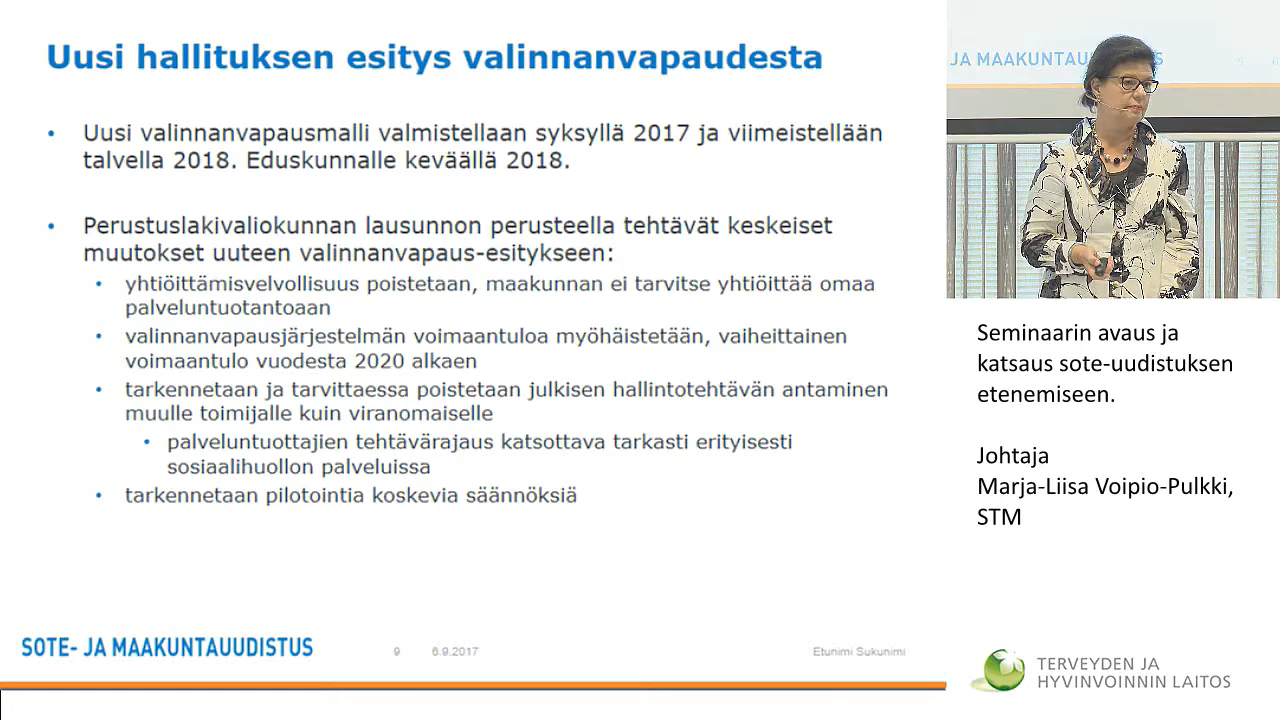 Uusi hallituksen esitys valinnanvapaudesta
• Uusi valinnanvapausmalli valmistellaan syksyllä 2017 ja viimeistellään
talvella 2018. Eduskunnalle keväällä 2018.
• Perustuslakivaliokunnan lausunnon perusteella tehtävät keskeiset
muutokset uuteen valinnanvapaus-esitykseen:
• yhtiöittämisvelvollisuus poistetaan, maakunnan ei tarvitse yhtiöittää omaa
palveluntuotantoaan
• valinnanvapausjärjestelmän voimaantuloa myöhäistetään, vaiheittainen
voimaantulo vuodesta 2020 alkaen
• tarkennetaan ja tarvittaessa poistetaan julkisen hallintotehtävän antaminen
muulle toimijalle kuin viranomaiselle
• palveluntuottajien tehtävärajaus katsottava tarkasti erityisesti
sosiaalihuollon palveluissa
• tarkennetaan pilotointia koskevia säännöksiä
SOTE- JA MAAKUNTAUUDISTUS
9 6.9.2017
Etunimi Sukunimi
JA MAAKUNTAU S
Seminaarin avaus ja
katsaus sote-uudistuksen
etenemiseen.
Johtaja
Marja-Liisa Voipio-Pulkki,
STM
TERVEYDEN JA
HYVINVOINNIN LAITOS